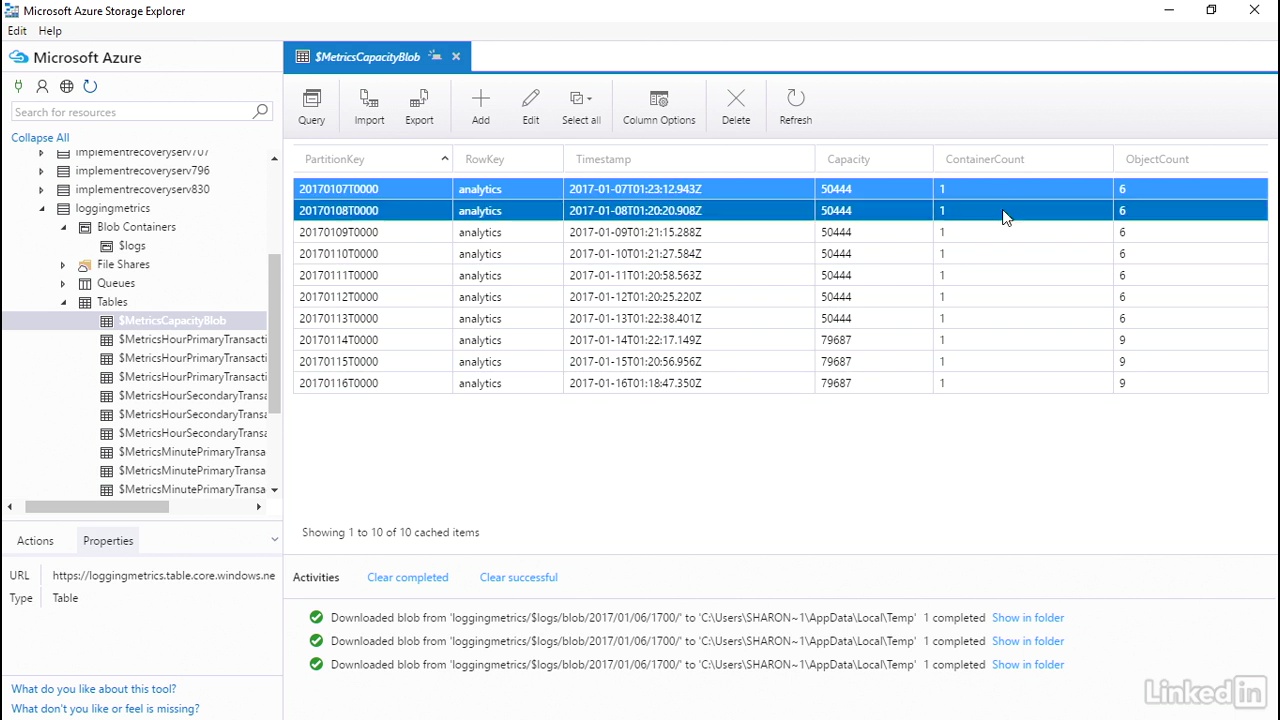 Microsoft Azure Storage Explorer
Edit Help
Microsoft Azure
Search for resources
Collapse All
implementrecoveryserv707
implementrecoveryserv796
implementrecoveryserv830
loggingmetrics
Blob Containers
$logs
File Shares
Queues
Tables
$MetricsCapacityBlob
$MetricsHourPrimaryTransacti
$MetricsHourPrimaryTransacti
$MetricsHourPrimaryTransacti
$MetricsHourSecondaryTransa
$MetricsHourSecondaryTransa
$MetricsHourSecondaryTransa
$MetricsMinutePrimaryTransa
$MetricsMinutePrimaryTransa
$MetricsMinutePrimaryTransa
Actions Properties
URL https://loggingmetrics.table.core.windows.ne
Type Table
What do you like about this tool?
What don't you like or feel is missing?
$MetricsCapacityBlob
Query Import Export Add Edit Select all Column Options Delete Refresh
PartitionKey RowKey Timestamp Capacity ContainerCount ObjectCount
20170107T0000 analytics 2017-01-07T01:23:12.943Z 50444 1 6
20170108T0000 analytics 2017-01-08T01:20:20.908Z 50444 1 6
20170109T0000 analytics 2017-01-09T01:21:15.288Z 50444 1 6
20170110T0000 analytics 2017-01-10T01:21:27.584Z 50444 1 6
20170111T0000 analytics 2017-01-11T01:20:58.563Z 50444 1 6
20170112T0000 analytics 2017-01-12T01:20:25.220Z 50444 1 6
20170113T0000 analytics 2017-01-13T01:22:38.401Z 50444 1 6
20170114T0000 analytics 2017-01-14T01:22:17.149Z 79687 1 9
20170115T0000 analytics 2017-01-15T01:20:56.956Z 79687 1 9
20170116T0000 analytics 2017-01-16T01:18:47.350Z 79687 1 9
Showing 1 to 10 of 10 cached items
Activities Clear completed Clear successful
Downloaded blob from 'loggingmetrics/$logs/blob/2017/01/06/1700/' to 'C:\Users\SHARON~1\AppData\Local\Temp' 1 completed Show in folder
Downloaded blob from 'loggingmetrics/$logs/blob/2017/01/06/1700/' to 'C:\Users\SHARON~1\AppData\Local\Temp' 1 completed Show in folder
Downloaded blob from 'loggingmetrics/$logs/blob/2017/01/06/1700/' to 'C:\Users\SHARON~1\AppData\Local\Temp' 1 completed Show in folder
Linked in